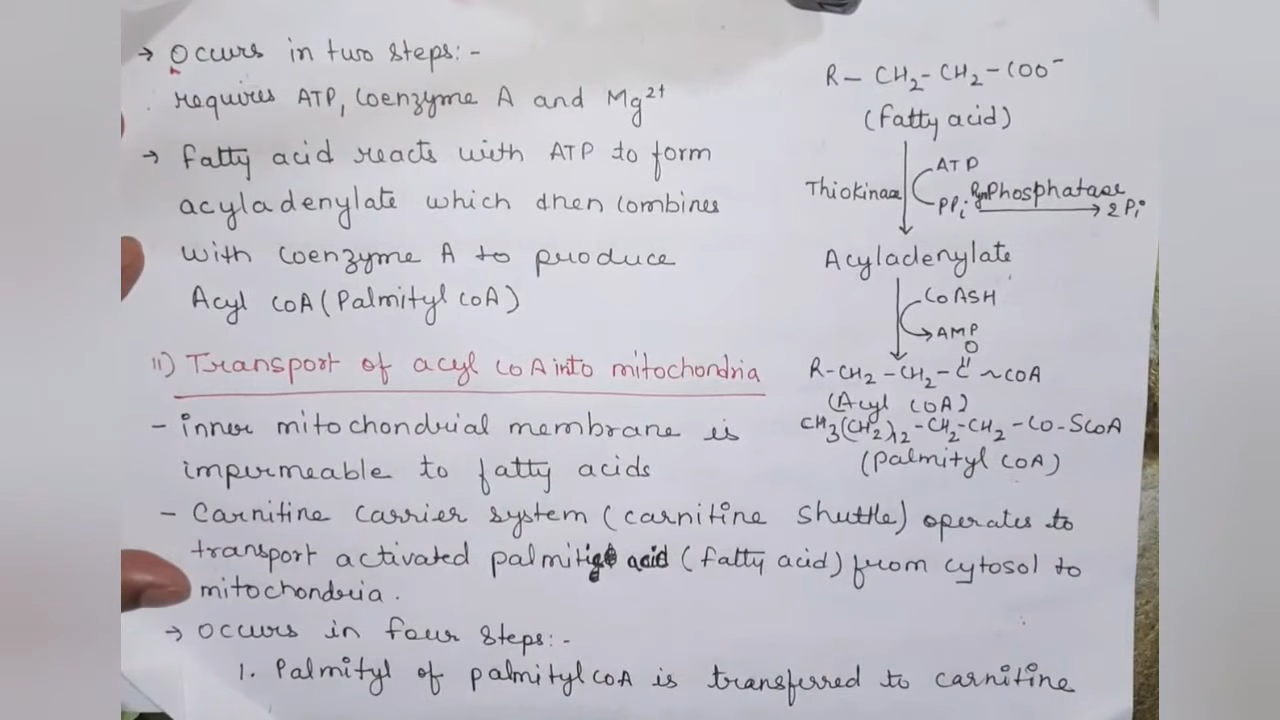 → Occurs in two steps:-
requires ATP, Coenzyme A and Mg²⁺
→ Fatty acid reacts with ATP to form
acyladenylate which then combines
with Coenzyme A to produce
Acyl CoA (Palmityl CoA)
ii) Transport of acyl CoA into mitochondria
- inner mitochondrial membrane is
impermeable to fatty acids
- Carnitine carrier system (carnitine shuttle) operates to
transport activated palmitic acid (fatty acid) from cytosol to
mitochondria.
→ Occurs in four steps:-
1. Palmityl of palmityl CoA is transferred to carnitine
R- CH₂- CH₂- COO⁻
(Fatty acid)
Thiokinase
ATP
PPi
Phosphatase
2Pi
Acyladenylate
CoASH
AMP
O
R-CH₂-CH₂-C~COA
(Acyl COA)
CH₃(CH₂)₂-CH₂-CH₂-CO-SCoA
(Palmityl COA)